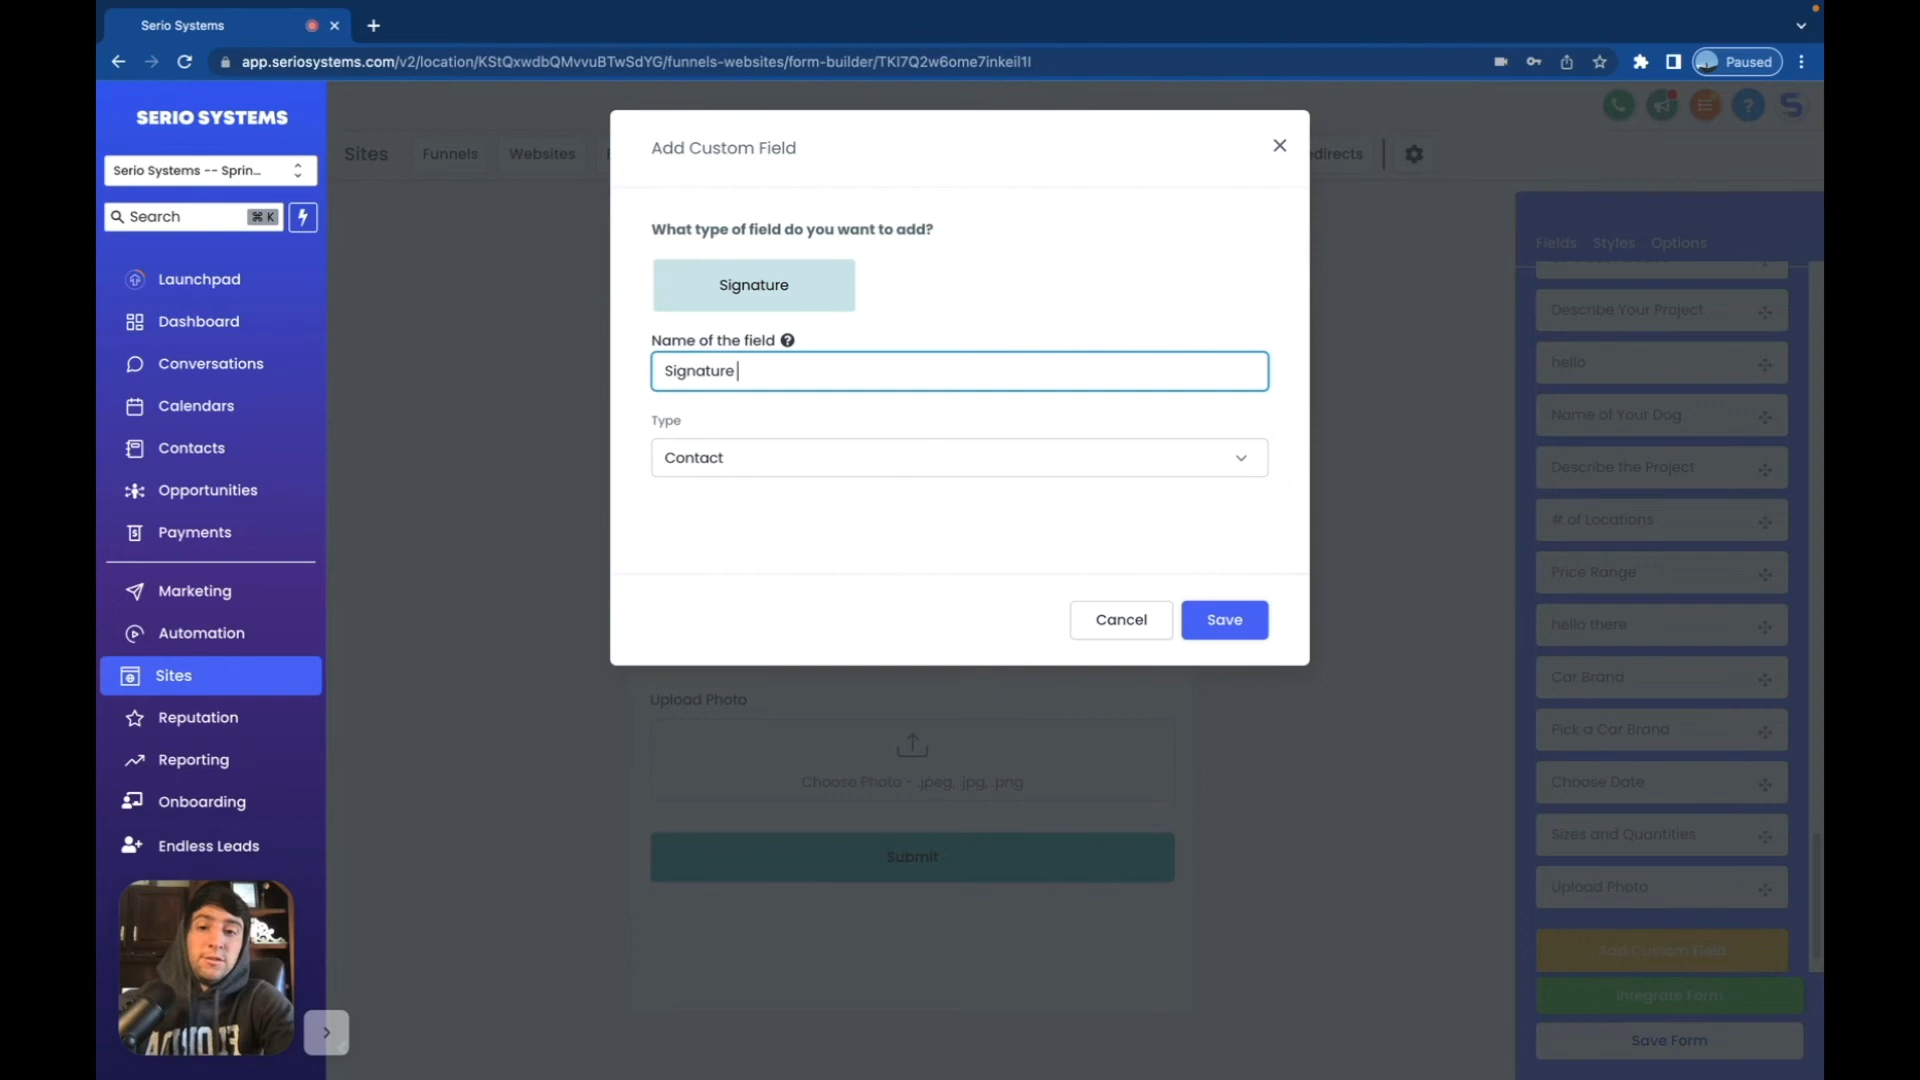 Serio Systems
app.seriosystems.com/v2/location/KStQxwdbQMvvuBTwSdYG/funnels-websites/form-builder/TKI7Q2w6ome7inkeil1I
Paused
SERIO SYSTEMS
Serio Systems -- Sprin...
Search
⌘ K
Launchpad
Dashboard
Conversations
Calendars
Contacts
Opportunities
Payments
Marketing
Automation
Sites
Reputation
Reporting
Onboarding
Endless Leads
Sites
Funnels
Websites
Add Custom Field
What type of field do you want to add?
Signature
Name of the field
Signature
Type
Contact
Cancel
Save
Upload Photo
Choose Photo - .jpeg, .jpg, .png
Submit
Fields Styles Options
Describe Your Project
hello
Name of Your Dog
Describe the Project
# of Locations
Price Range
hello there
Car Brand
Pick a Car Brand
Choose Date
Sizes and Quantities
Upload Photo
Add Custom Field
Integrate Form
Save Form